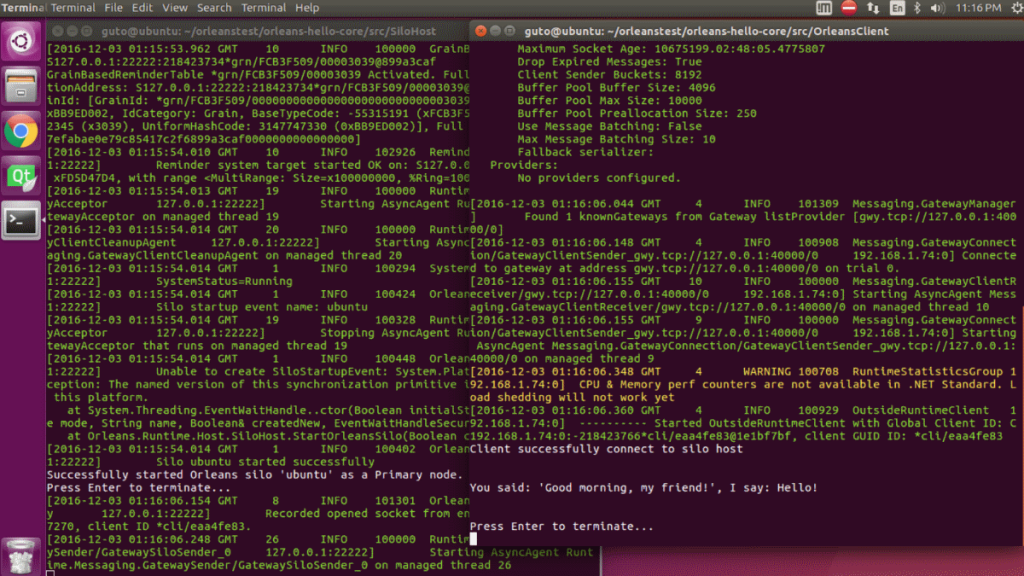 Terminal Terminal File Edit View Search Terminal Help En 11:16 PM
guto@ubuntu: ~/orleanstest/orleans-hello-core/src/SiloHost
[2016-12-03 01:15:53.962 GMT 10 INFO 100000 GrainB
S127.0.0.1:22222:218423734*grn/FCB3F509/00003039@899a3caf
GrainBasedReminderTable *grn/FCB3F509/00003039 Activated. Full
tionAddress: S127.0.0.1:22222:218423734*grn/FCB3F509/00003039@
inId: [GrainId: *grn/FCB3F509/
xBB9ED002, IdCategory: Grain, BaseTypeCode: -55315191 (xFCB3F5
2345 (x3039), UniformHashCode: 3147747330 (0xBB9ED002)], Full
7efabae0e79c85417c2f6899a3caf0000000000000000]
[2016-12-03 01:15:54.010 GMT 10 INFO 102926 Remind
1:22222] Reminder system target started OK on: S127.0
xFD5D47D4, with range <MultiRange: Size=x100000000, %Ring=100
[2016-12-03 01:15:54.013 GMT 19 INFO 100000 Runtim
yAcceptor 127.0.0.1:22222] Starting AsyncAgent Ru
tewayAcceptor on managed thread 19
[2016-12-03 01:15:54.014 GMT 20 INFO 100000 Runtim
yClientCleanupAgent 127.0.0.1:22222] Starting Async
aging.GatewayClientCleanupAgent on managed thread 20
[2016-12-03 01:15:54.014 GMT 1 INFO 100294 System
1:22222] SystemStatus=Running
[2016-12-03 01:15:54.014 GMT 1 INFO 100424 Orlean
1:22222] Silo startup event name: ubuntu
[2016-12-03 01:15:54.014 GMT 19 INFO 100328 Runtim
yAcceptor 127.0.0.1:22222] Stopping AsyncAgent Ru
tewayAcceptor that runs on managed thread 19
[2016-12-03 01:15:54.014 GMT 1 INFO 100448 Orlean
1:22222] Unable to create SiloStartupEvent: System.Plat
ception: The named version of this synchronization primitive i
this platform.
at System.Threading.EventWaitHandle..ctor(Boolean initialSt
e mode, String name, Boolean& createdNew, EventWaitHandleSecur
at Orleans.Runtime.Host.SiloHost.StartOrleansSilo(Boolean c
[2016-12-03 01:15:54.014 GMT 1 INFO 100402 Orlean
1:22222] Silo ubuntu started successfully
Successfully started Orleans silo 'ubuntu' as a Primary node.
Press Enter to terminate...
[2016-12-03 01:16:06.154 GMT 8 INFO 101301 Orlean
y 127.0.0.1:22222] Recorded opened socket from en
7270, client ID *cli/eaa4fe83.
[2016-12-03 01:16:06.248 GMT 26 INFO 100000 Runtim
ySender/GatewaySiloSender_0 127.0.0.1:22222] Starting AsyncAgent Runt
ime.Messaging.GatewaySender/GatewaySiloSender_0 on managed thread 26
guto@ubuntu: ~/orleanstest/orleans-hello-core/src/OrleansClient
Maximum Socket Age: 10675199.02:48:05.4775807
Drop Expired Messages: True
Client Sender Buckets: 8192
Buffer Pool Buffer Size: 4096
Buffer Pool Max Size: 10000
Buffer Pool Preallocation Size: 250
Use Message Batching: False
Max Message Batching Size: 10
Fallback serializer:
Providers:
No providers configured.
[2016-12-03 01:16:06.044 GMT 4 INFO 101309 Messaging.GatewayManager
] Found 1 knownGateways from Gateway listProvider [gwy.tcp://127.0.0.1:400
00/0]
[2016-12-03 01:16:06.148 GMT 4 INFO 100908 Messaging.GatewayConnect
ion/GatewayClientSender_gwy.tcp://127.0.0.1:40000/0 192.168.1.74:0] Connecte
d to gateway at address gwy.tcp://127.0.0.1:40000/0 on trial 0.
[2016-12-03 01:16:06.155 GMT 10 INFO 100000 Messaging.GatewayClientR
eceiver/gwy.tcp://127.0.0.1:40000/0 192.168.1.74:0] Starting AsyncAgent Mess
aging.GatewayClientReceiver/gwy.tcp://127.0.0.1:40000/0 on managed thread 10
[2016-12-03 01:16:06.155 GMT 9 INFO 100000 Messaging.GatewayConnect
ion/GatewayClientSender_gwy.tcp://127.0.0.1:40000/0 192.168.1.74:0] Starting
AsyncAgent Messaging.GatewayConnection/GatewayClientSender_gwy.tcp://127.0.0.1:
40000/0 on managed thread 9
[2016-12-03 01:16:06.348 GMT 4 WARNING 100708 RuntimeStatisticsGroup 1
92.168.1.74:0] CPU & Memory perf counters are not available in .NET Standard. L
oad shedding will not work yet
[2016-12-03 01:16:06.360 GMT 4 INFO 100929 OutsideRuntimeClient 1
92.168.1.74:0] ---------- Started OutsideRuntimeClient with Global Client ID: C
192.168.1.74:0:-218423766*cli/eaa4fe83@1e1bf7bf, client GUID ID: *cli/eaa4fe83
Client successfully connect to silo host
You said: 'Good morning, my friend!', I say: Hello!
Press Enter to terminate...